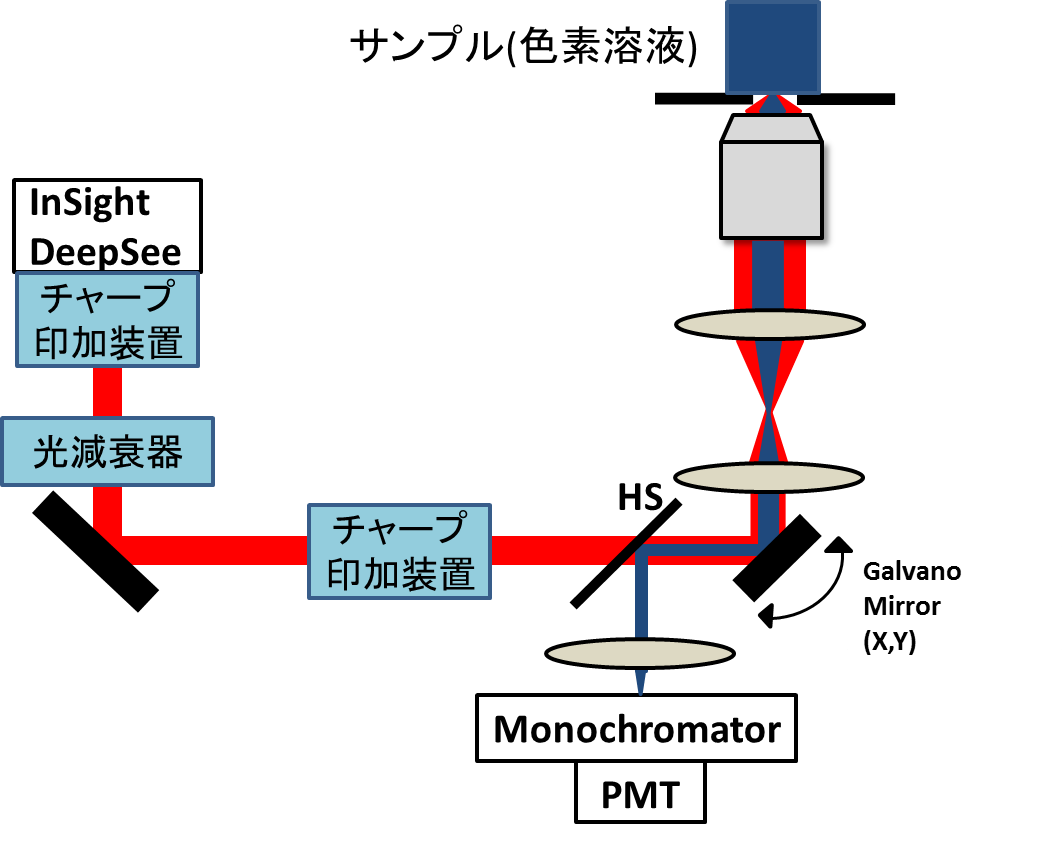 サンプル(色素溶液)
InSight
DeepSee
チャープ
印加装置
光減衰器
チャープ
印加装置
HS
Galvano
Mirror
(X,Y)
Monochromator
PMT